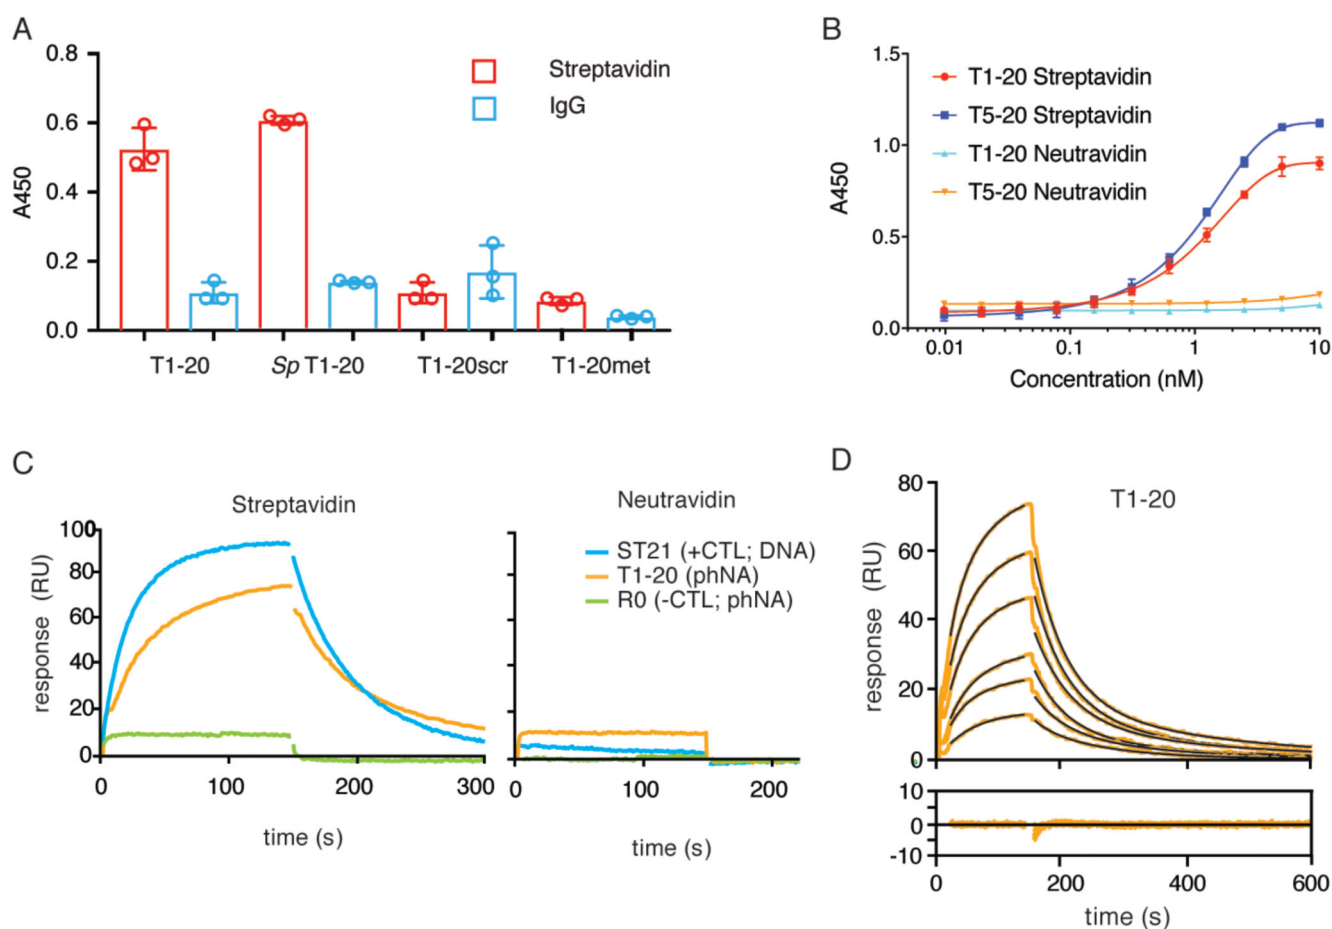 A
0.8
0.6
0.4
0.2
0.0
A450
Streptavidin
IgG
T1-20
Sp T1-20
T1-20scr
T1-20met
B
1.5
1.0
0.5
0.0
A450
T1-20 Streptavidin
T5-20 Streptavidin
T1-20 Neutravidin
T5-20 Neutravidin
0.01
0.1
1
10
Concentration (nM)
C
Streptavidin
100
80
60
40
20
0
response (RU)
0
100
200
300
time (s)
Neutravidin
ST21 (+CTL; DNA)
T1-20 (phNA)
R0 (-CTL; phNA)
0
100
200
time (s)
D
T1-20
80
60
40
20
0
response (RU)
10
0
-10
0
200
400
600
time (s)